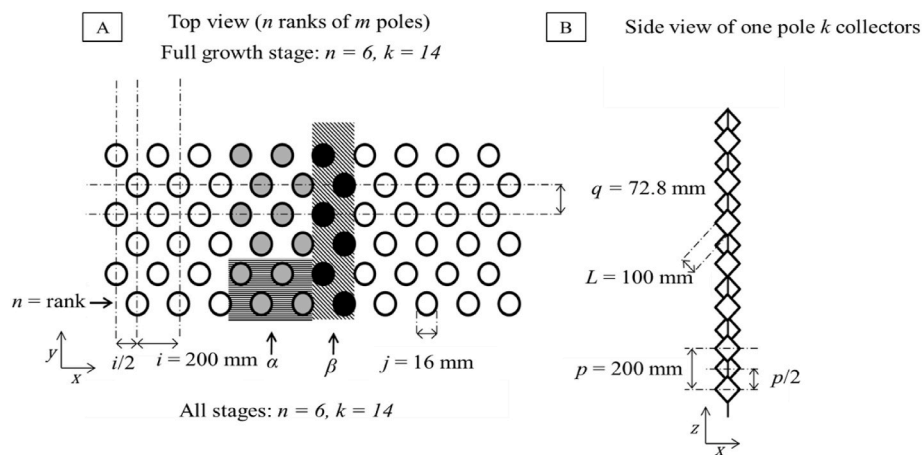 A
Top view (n ranks of m poles)
Full growth stage: n = 6, k = 14
n = rank
y
x
i/2
i = 200 mm
α
β
j = 16 mm
All stages: n = 6, k = 14
B
Side view of one pole k collectors
q = 72.8 mm
L = 100 mm
p = 200 mm
p/2
z
x